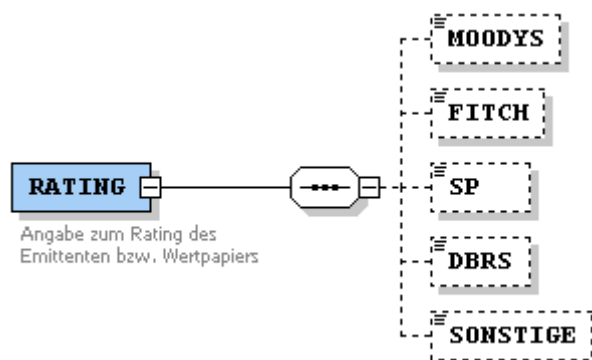 MOODYS
FITCH
RATING
SP
Angabe zum Rating des
Emittenten bzw. Wertpapiers
DBRS
SONSTIGE